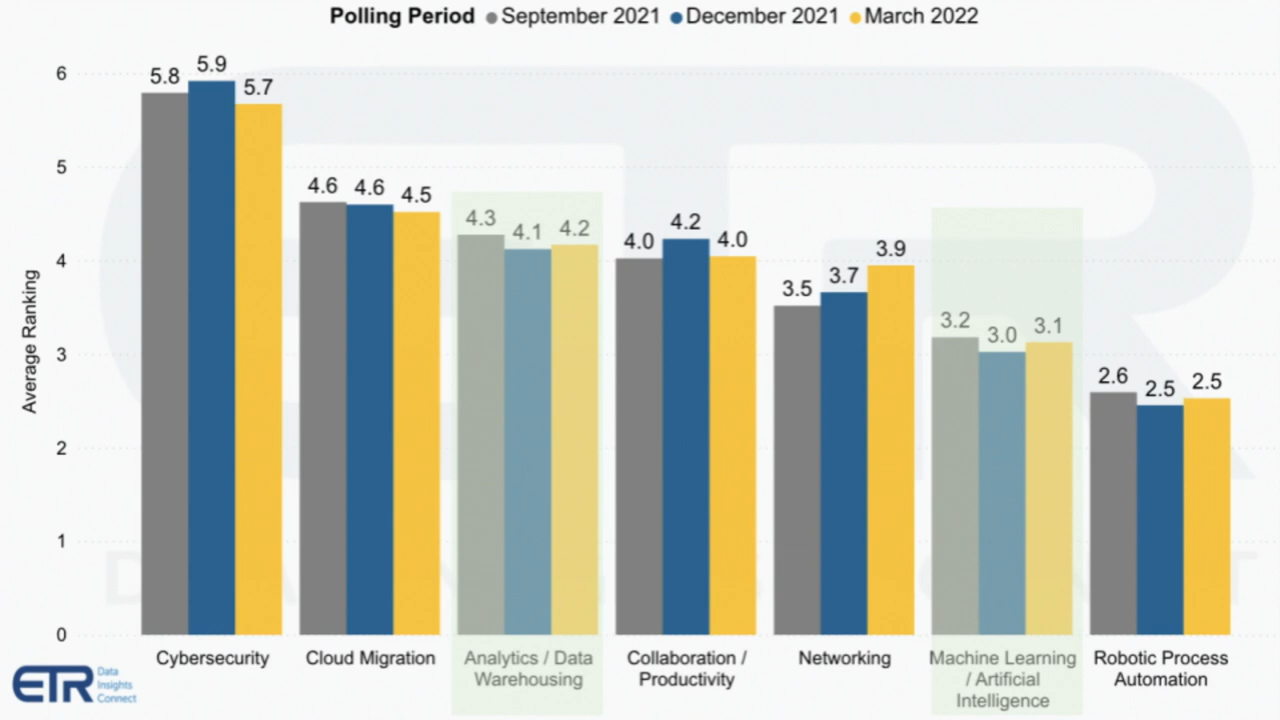 Polling Period September 2021 December 2021 March 2022
Average Ranking
6
5
4
3
2
1
0
5.8 5.9 5.7
4.6 4.6 4.5
4.3 4.1 4.2
4.0 4.2 4.0
3.5 3.7 3.9
3.2 3.0 3.1
2.6 2.5 2.5
Cybersecurity
Cloud Migration
Analytics / Data
Warehousing
Collaboration /
Productivity
Networking
Machine Learning
/ Artificial
Intelligence
Robotic Process
Automation
ETR
Data
Insights
Connect